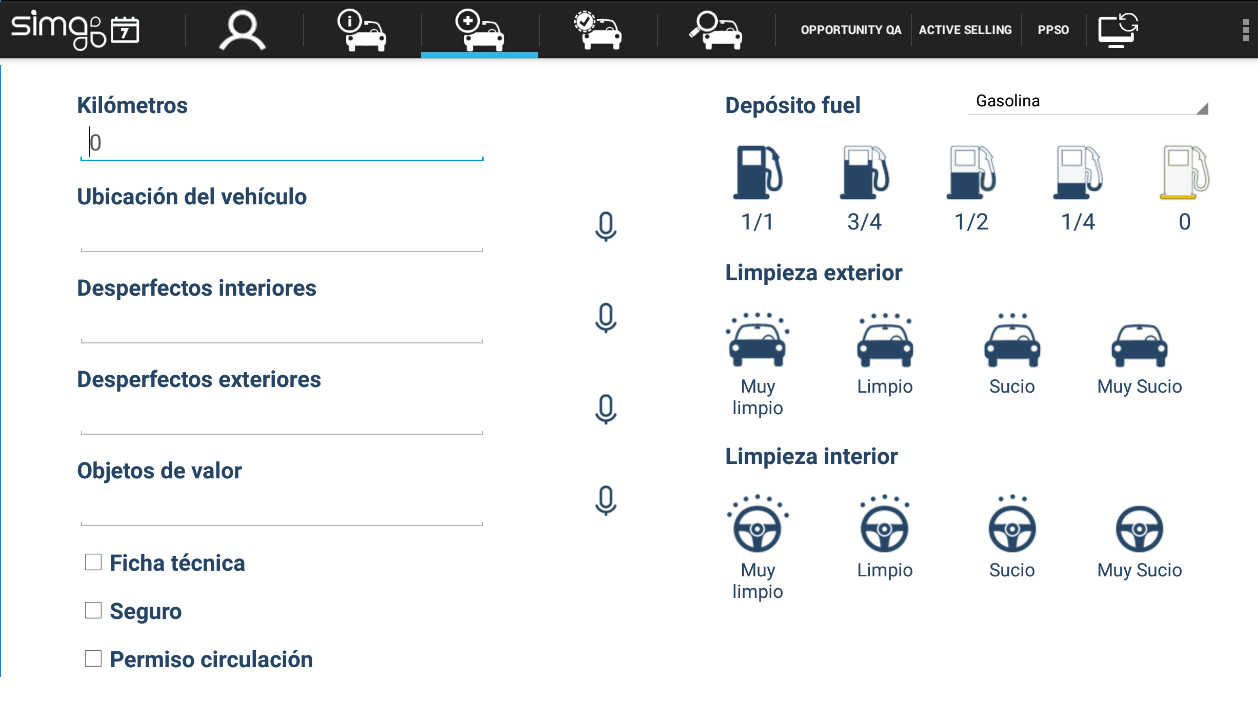 simgo 7
OPPORTUNITY QA
ACTIVE SELLING
PPSO
Kilómetros
0
Ubicación del vehículo
Desperfectos interiores
Desperfectos exteriores
Objetos de valor
Ficha técnica
Seguro
Permiso circulación
Depósito fuel
Gasolina
1/1
3/4
1/2
1/4
0
Limpieza exterior
Muy
limpio
Limpio
Sucio
Muy Sucio
Limpieza interior
Muy
limpio
Limpio
Sucio
Muy Sucio